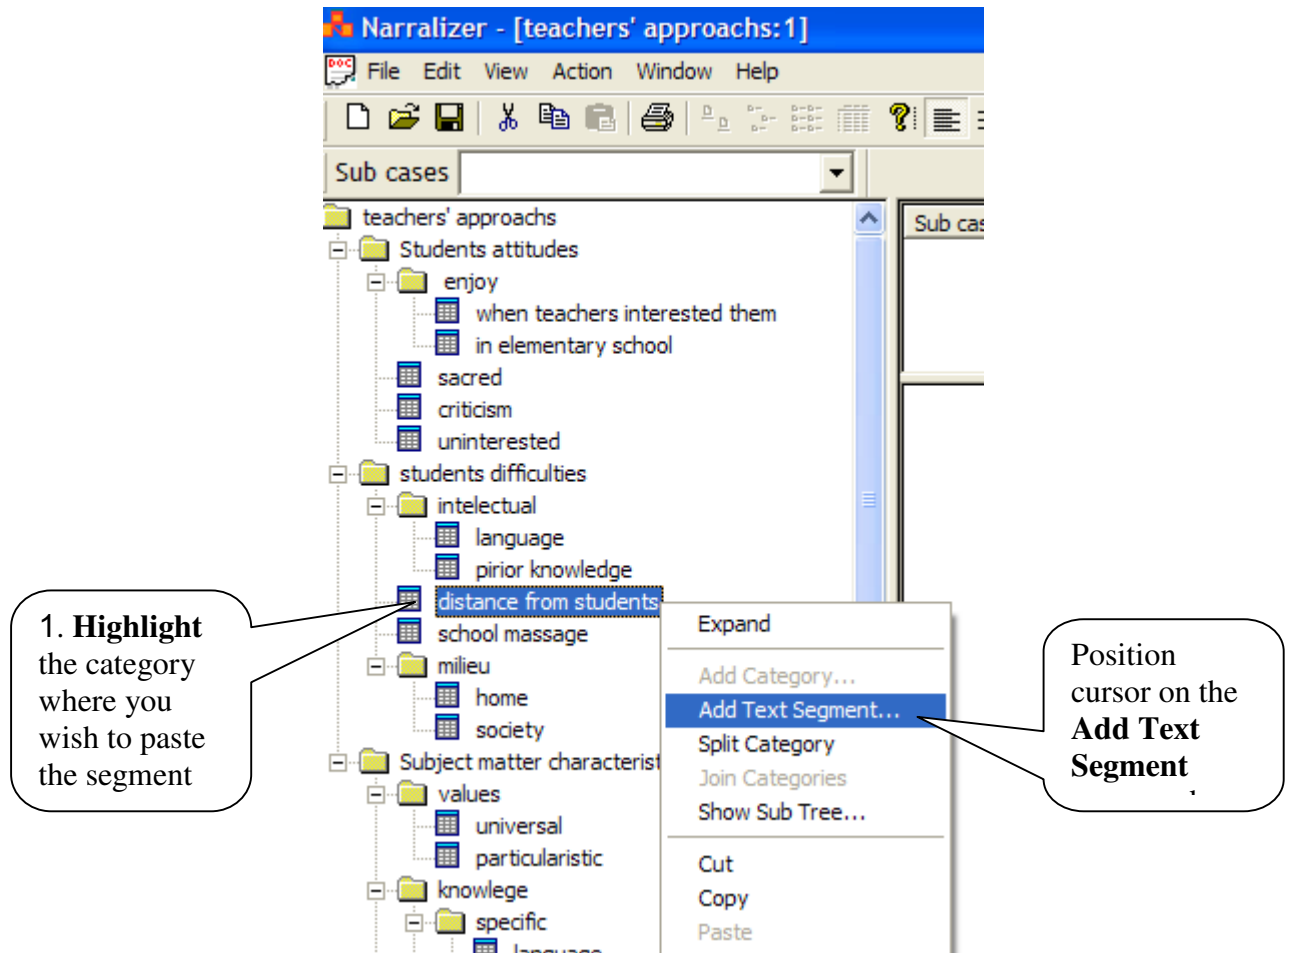 Narralizer - [teachers' approachs:1]
File Edit View Action Window Help
Sub cases
teachers' approachs
Students attitudes
enjoy
when teachers interested them
in elementary school
sacred
criticism
uninterested
students difficulties
intelectual
language
pirior knowledge
distance from students
school massage
milieu
home
society
Subject matter characterist
values
universal
particularistic
knowlege
specific
language
Sub cas
Expand
Add Category...
Add Text Segment...
Split Category
Join Categories
Show Sub Tree...
Cut
Copy
Paste
1. Highlight
the category
where you
wish to paste
the segment
Position
cursor on the
Add Text
Segment